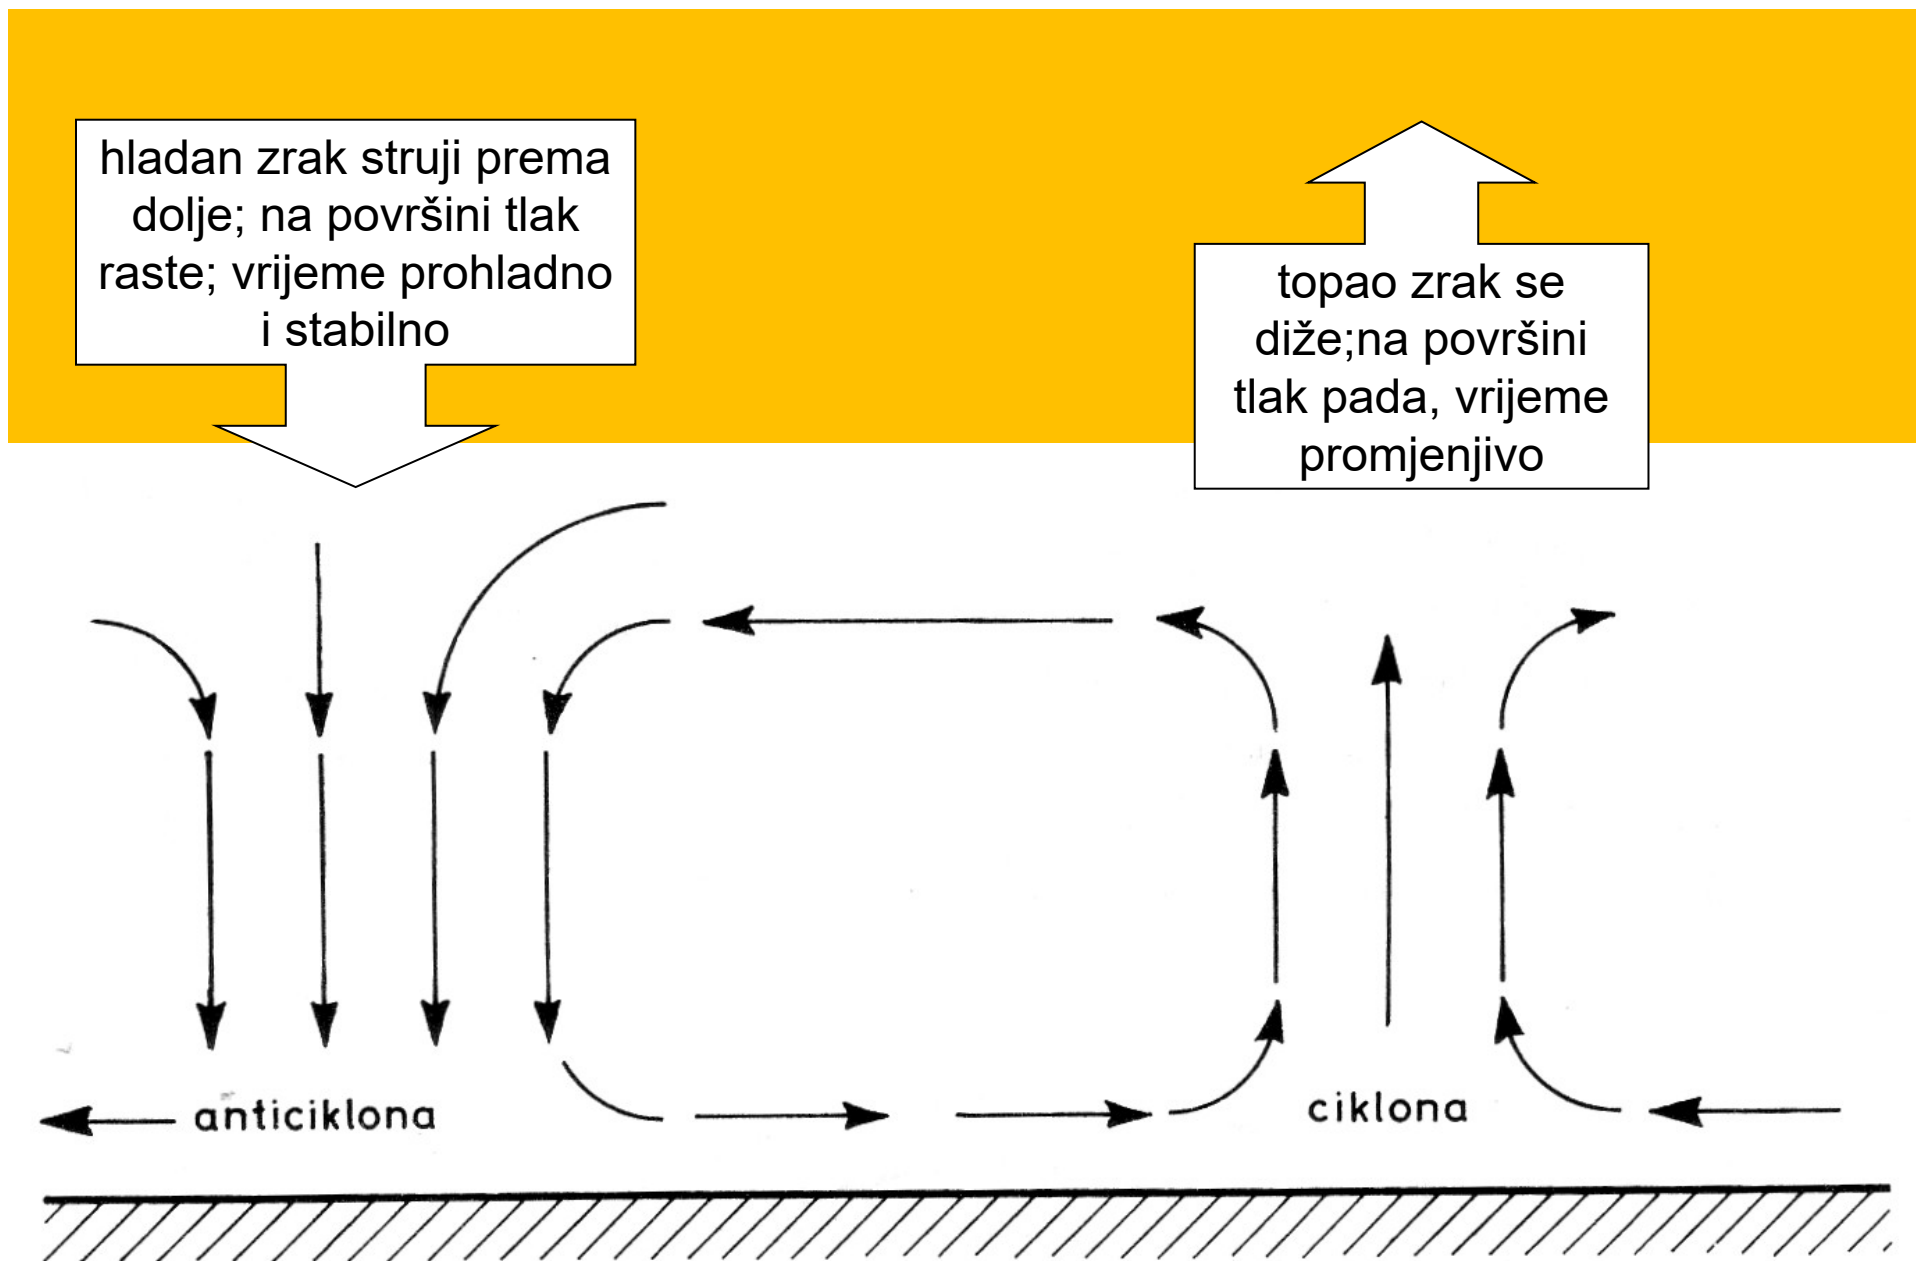 hladan zrak struji prema
dolje; na površini tlak
raste; vrijeme prohladno
i stabilno
topao zrak se
diže;na površini
tlak pada, vrijeme
promjenjivo
anticiklona
ciklona